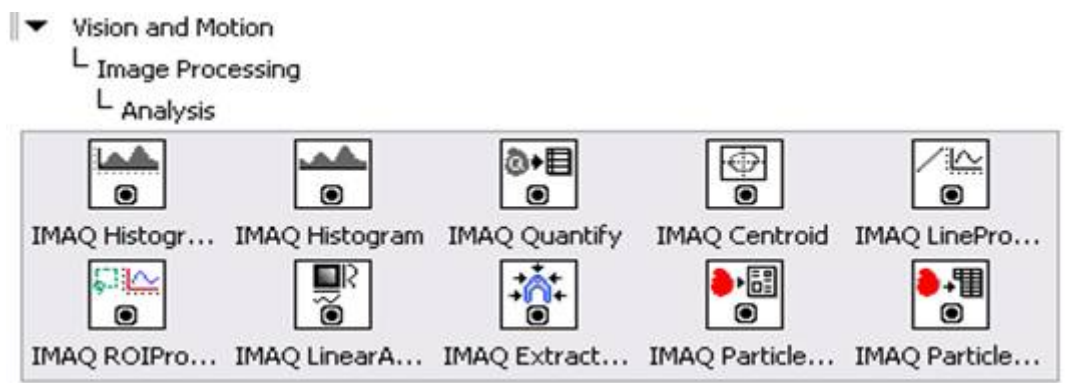 Vision and Motion
Image Processing
Analysis
IMAQ Histogr... IMAQ Histogram IMAQ Quantify IMAQ Centroid IMAQ LinePro...
IMAQ ROIPro... IMAQ LinearA... IMAQ Extract... IMAQ Particle... IMAQ Particle...